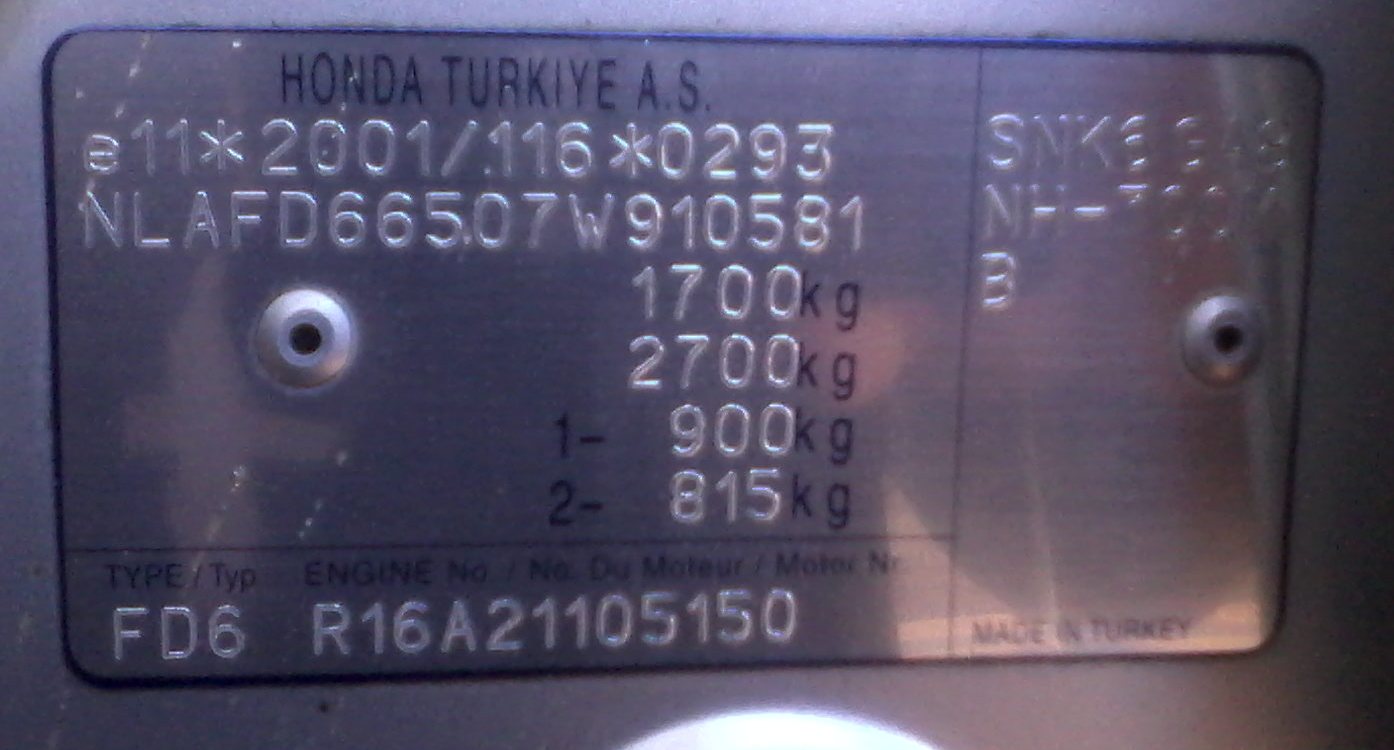 HONDA TURKIYE A.S.
e11*2001/116*0293
NLAFD66507W910581
1700kg
2700kg
1- 900kg
2- 815kg
TYPE / Typ ENGINE No. / No. Du Moteur / Motor Nr.
FD6 R16A21105150
B
MADE IN TURKEY